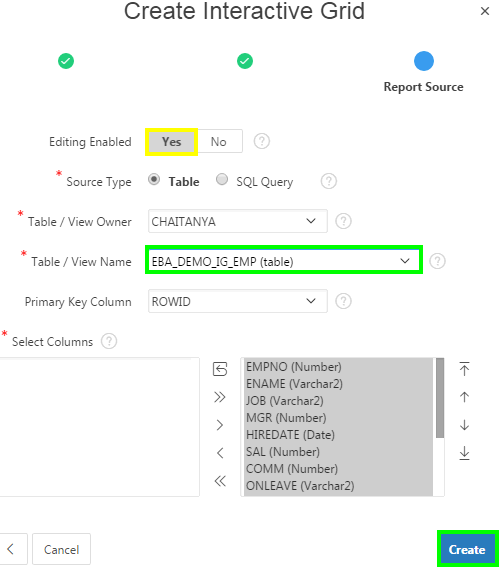 Create Interactive Grid
Report Source
Editing Enabled Yes No
* Source Type Table SQL Query
* Table / View Owner CHAITANYA
* Table / View Name EBA_DEMO_IG_EMP (table)
Primary Key Column ROWID
* Select Columns
EMPNO (Number)
ENAME (Varchar2)
JOB (Varchar2)
MGR (Number)
HIREDATE (Date)
SAL (Number)
COMM (Number)
ONLEAVE (Varchar2)
Cancel Create